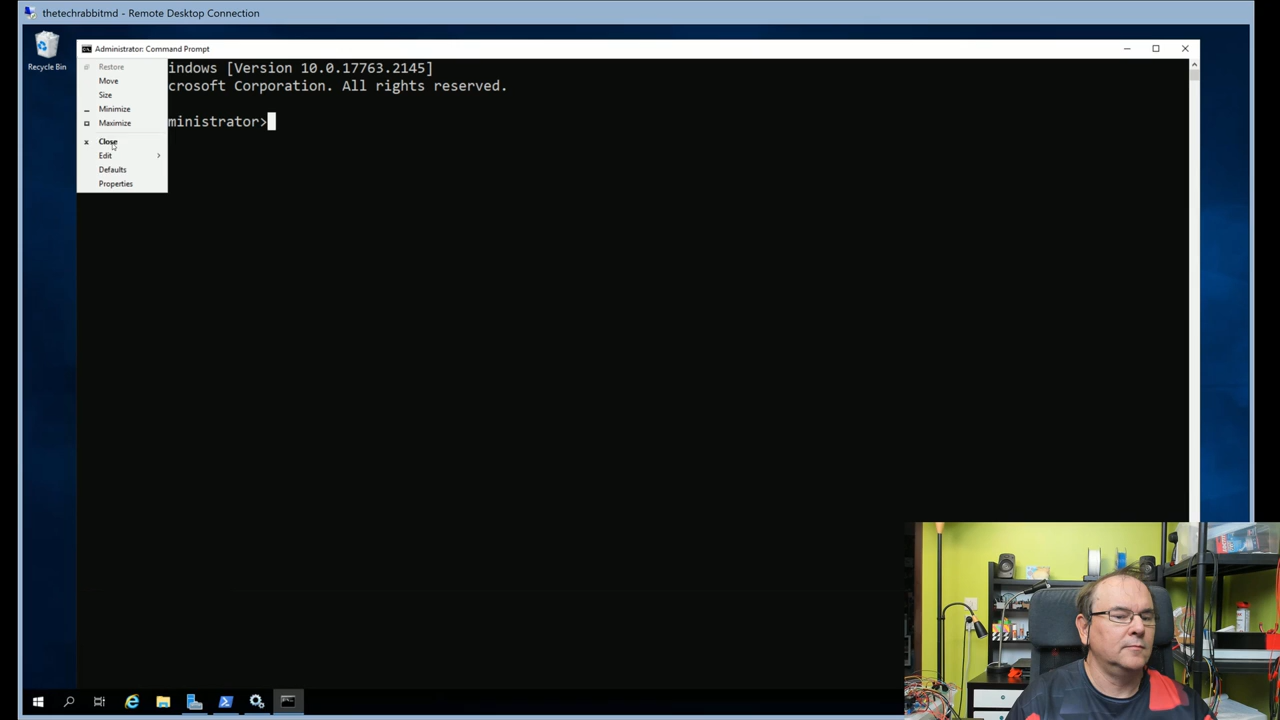 thetechrabbitmd - Remote Desktop Connection
Recycle Bin
Administrator: Command Prompt
Restore
Move
Size
Minimize
Maximize
Close
Edit
Defaults
Properties
indows [Version 10.0.17763.2145]
crosoft Corporation. All rights reserved.
ministrator>